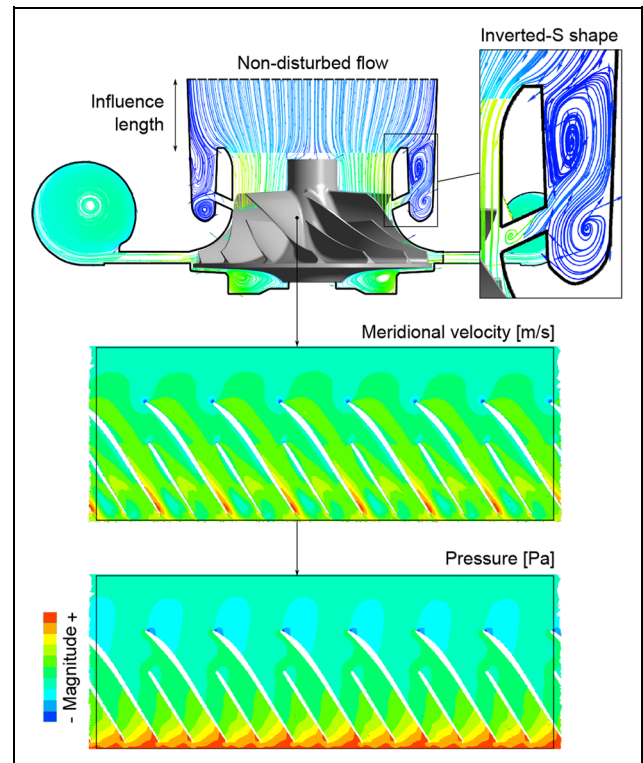 Inverted-S shape
Non-disturbed flow
Influence
length
Meridional velocity [m/s]
Pressure [Pa]
- Magnitude +